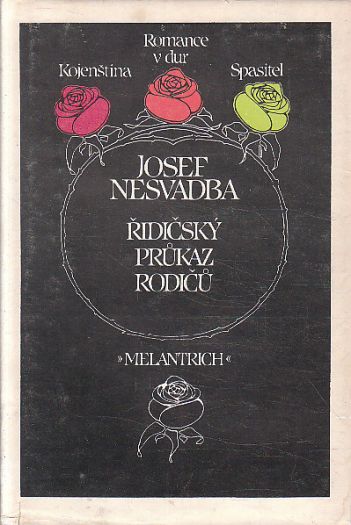 Romance
v dur
Kojenština
Spasitel
JOSEF
NESVADBA
ŘIDIČSKÝ
PRŮKAZ
RODIČŮ
» MELANTRICH «